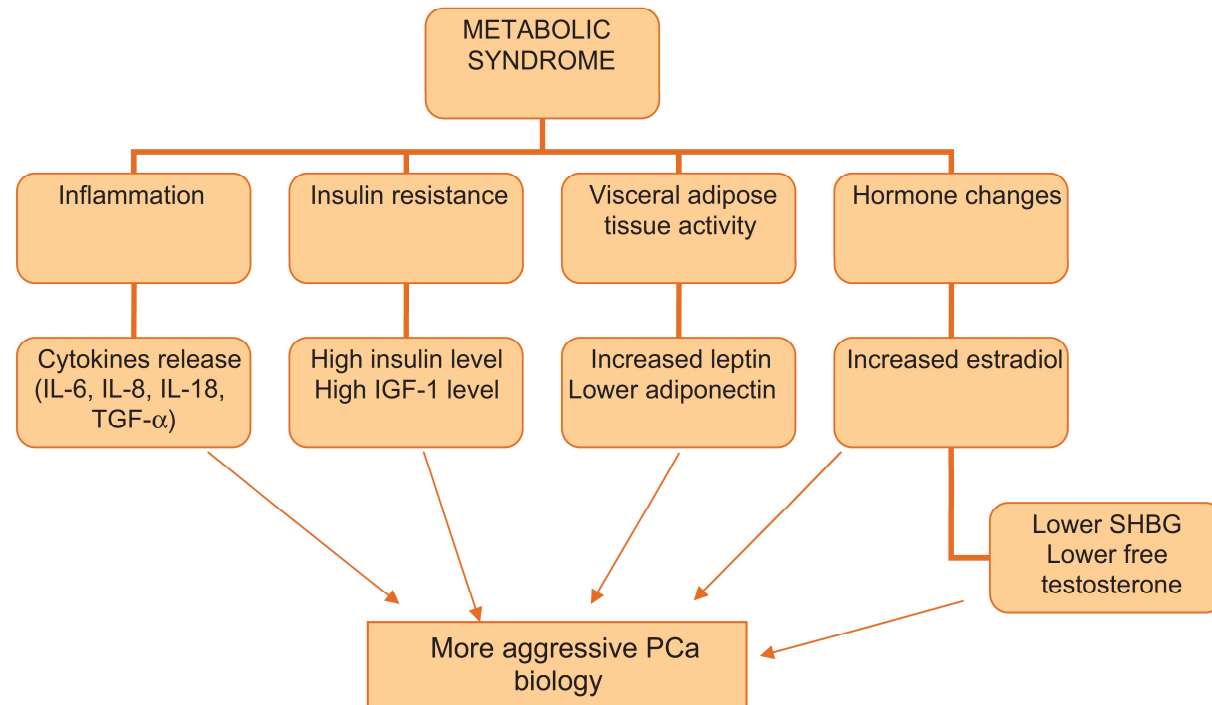 METABOLIC
SYNDROME
Inflammation
Insulin resistance
Visceral adipose
tissue activity
Hormone changes
Cytokines release
(IL-6, IL-8, IL-18,
TGF-α)
High insulin level
High IGF-1 level
Increased leptin
Lower adiponectin
Increased estradiol
Lower SHBG
Lower free
testosterone
More aggressive PCa
biology